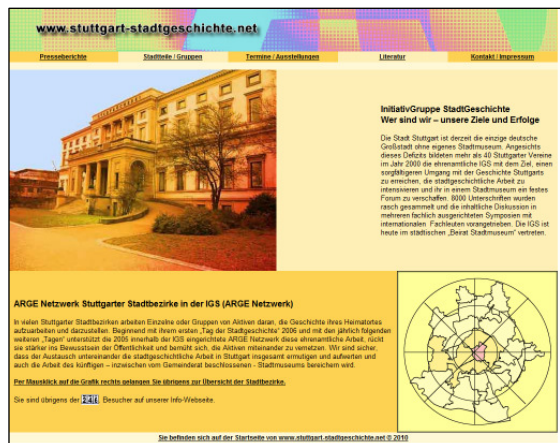 www.stuttgart-stadtgeschichte.net
Presseberichte Stadtteile / Gruppen Termine / Ausstellungen Literatur Kontakt / Impressum
InitiativGruppe StadtGeschichte
Wer sind wir – unsere Ziele und Erfolge
Die Stadt Stuttgart ist derzeit die einzige deutsche
Großstadt ohne eigenes Stadtmuseum. Angesichts
dieses Defizits bildeten mehr als 40 Stuttgarter Vereine
im Jahr 2000 die ehrenamtliche IGS mit dem Ziel, einen
sorgfältigeren Umgang mit der Geschichte Stuttgarts
zu erreichen, die stadtgeschichtliche Arbeit zu
intensivieren und ihr in einem Stadtmuseum ein festes
Forum zu verschaffen. 8000 Unterschriften wurden
rasch gesammelt und die inhaltliche Diskussion in
mehreren fachlich ausgerichteten Symposien mit
internationalen Fachleuten vorangetrieben. Die IGS ist
heute im städtischen „Beirat Stadtmuseum" vertreten.
ARGE Netzwerk Stuttgarter Stadtbezirke in der IGS (ARGE Netzwerk)
In vielen Stuttgarter Stadtbezirken arbeiten Einzelne oder Gruppen von Aktiven daran, die Geschichte ihres Heimatortes
aufzuarbeiten und darzustellen. Beginnend mit ihrem ersten „Tag der Stadtgeschichte" 2006 und mit den jährlich folgenden
weiteren „Tagen" unterstützt die 2005 innerhalb der IGS eingerichtete ARGE Netzwerk diese ehrenamtliche Arbeit, rückt
sie stärker ins Bewusstsein der Öffentlichkeit und bemüht sich, die Aktiven miteinander zu vernetzen. Wir sind sicher,
dass der Austausch untereinander die stadtgeschichtliche Arbeit in Stuttgart insgesamt ermutigen und aufwerten und
auch die Arbeit des künftigen – inzwischen vom Gemeinderat beschlossenen - Stadtmuseums bereichern wird.
Per Mausklick auf die Grafik rechts gelangen Sie übrigens zur Übersicht der Stadtbezirke.
Sie sind übrigens der Besucher auf unserer Info-Webseite.
Sie befinden sich auf der Startseite von www.stuttgart-stadtgeschichte.net © 2010